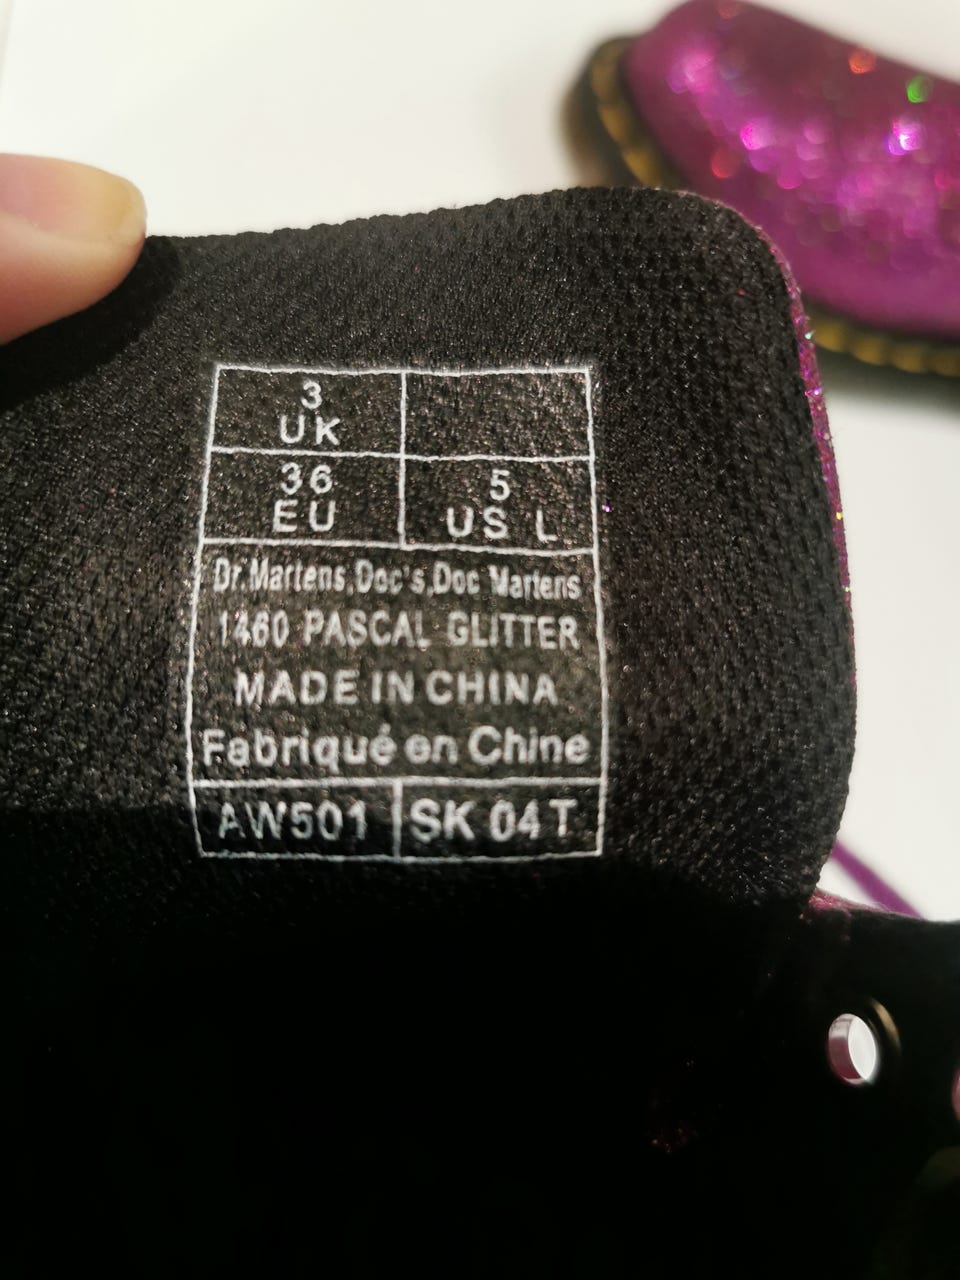 3
UK
36
EU
5
US L
Dr.Martens,Doc's,Doc Martens
1460 PASCAL GLITTER
MADE IN CHINA
Fabriqué en Chine
AW501 SK 04T